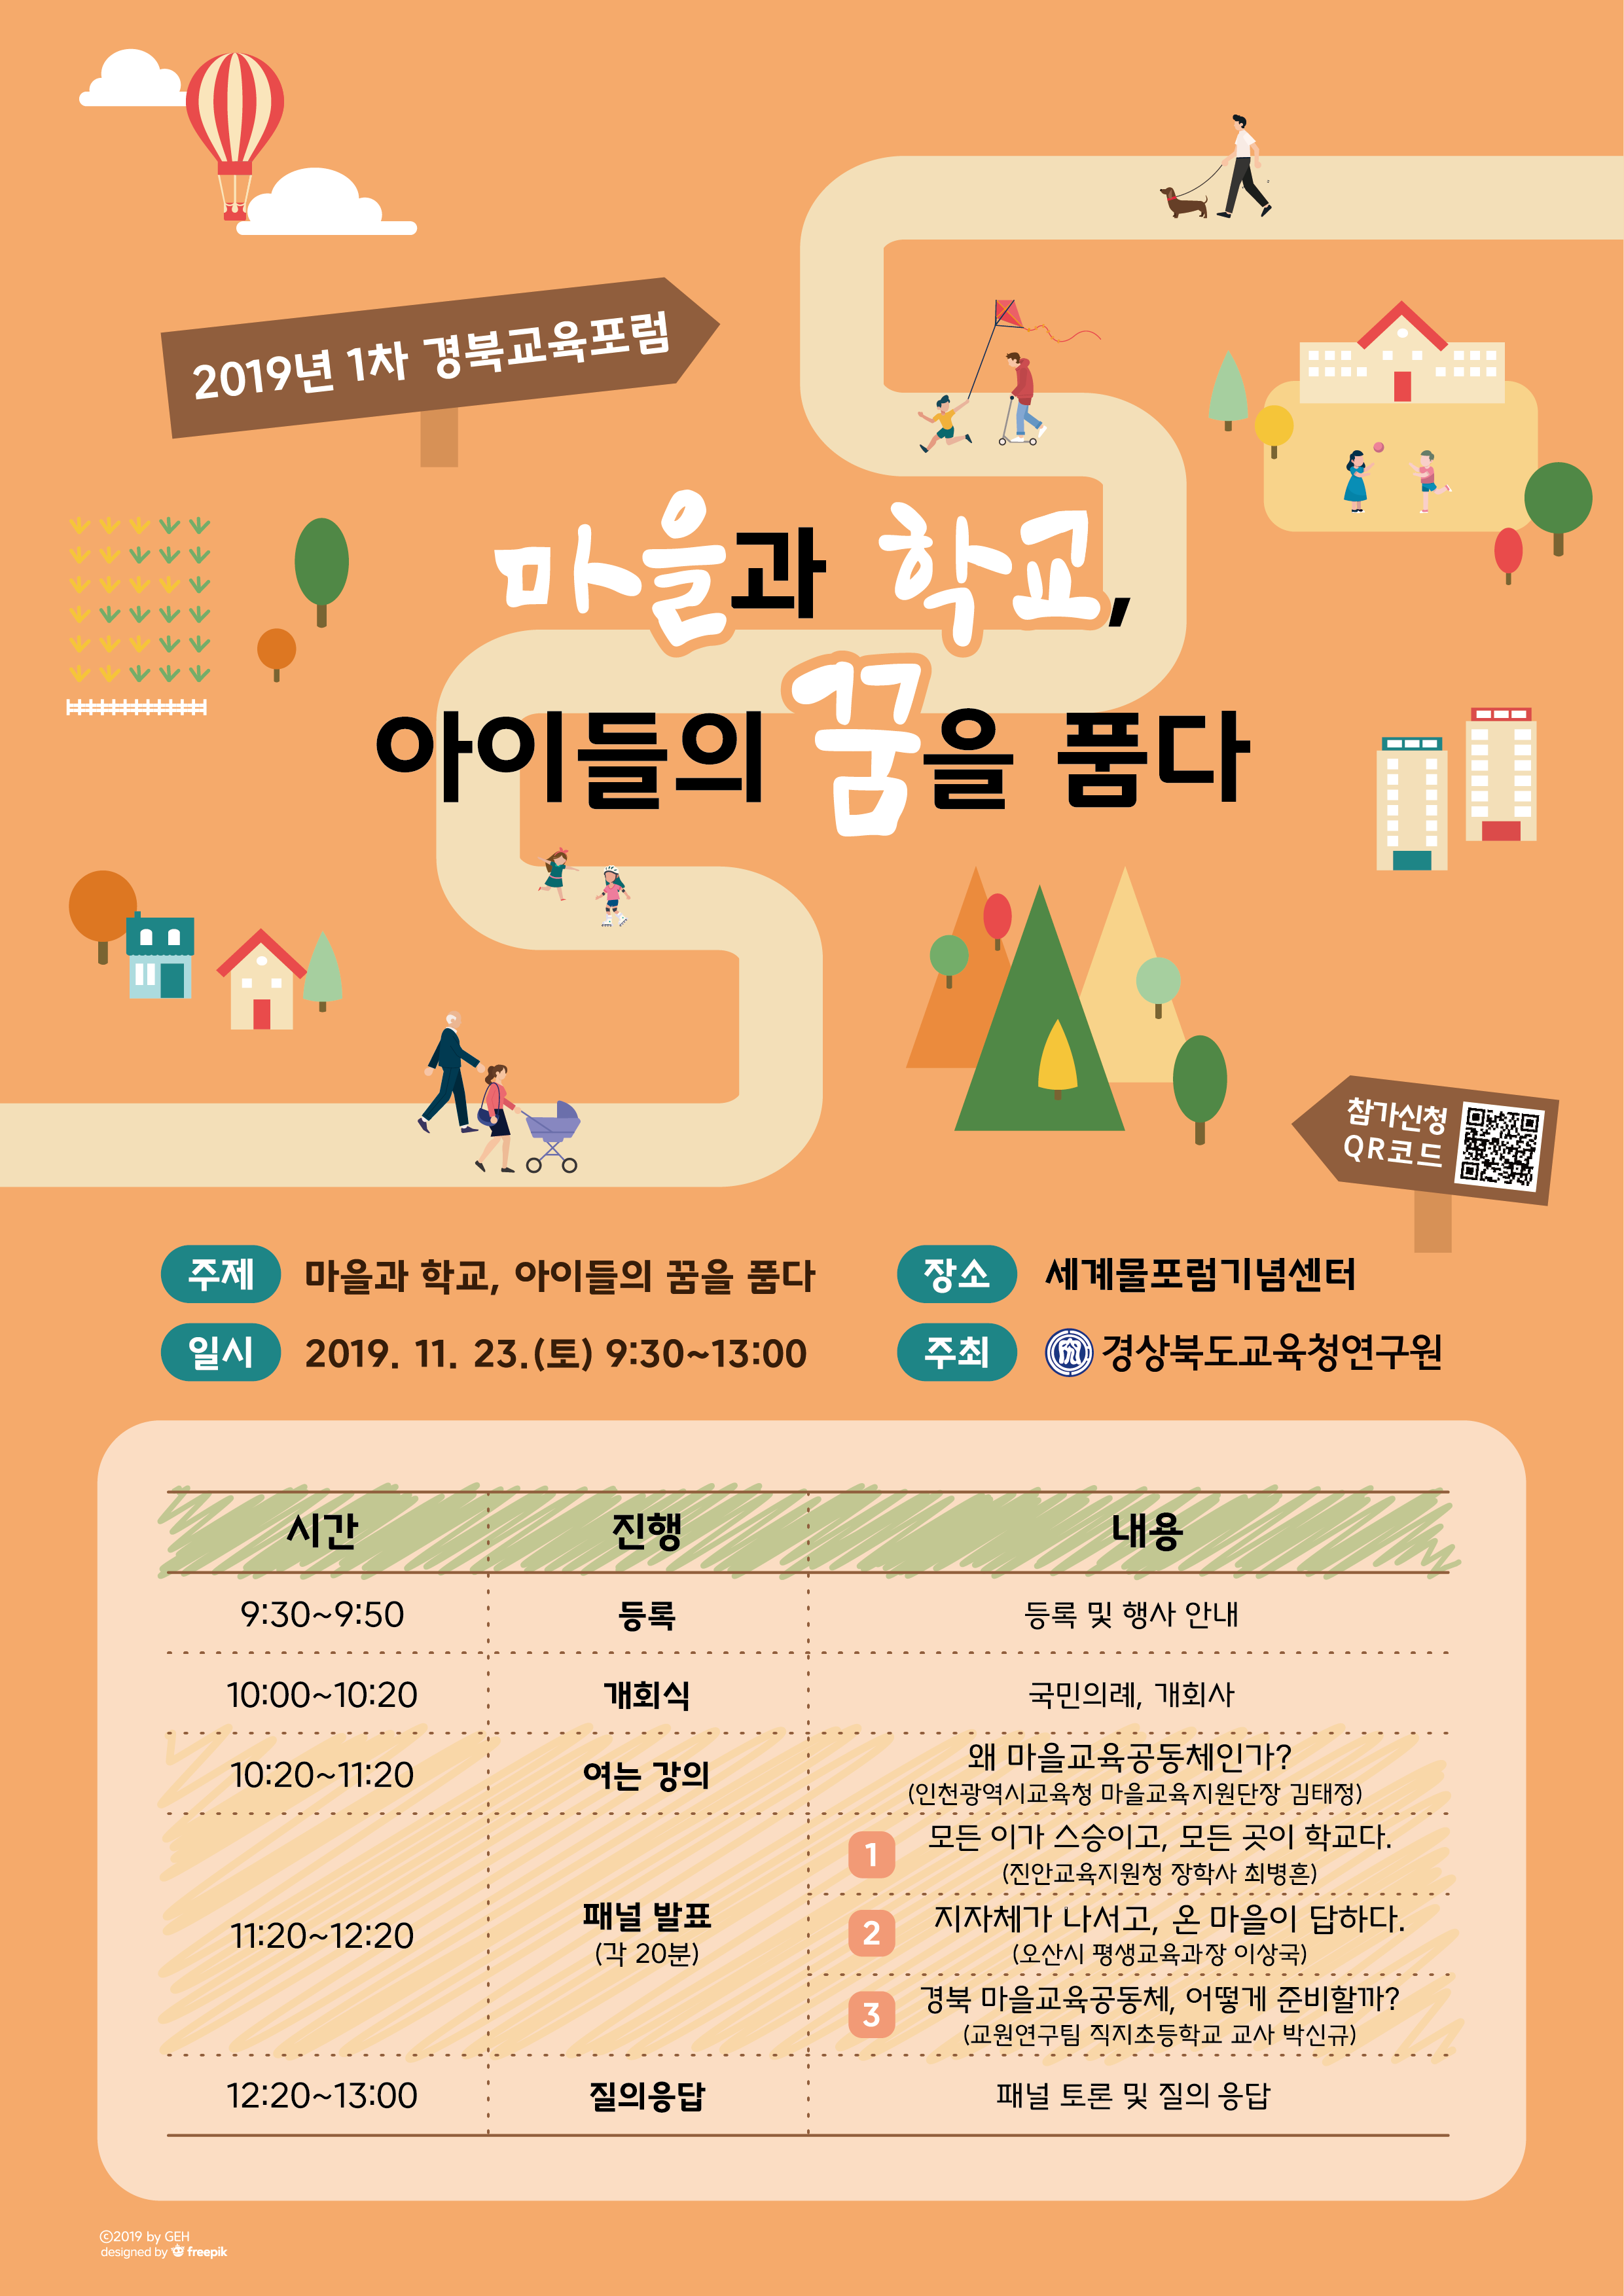 2019년 1차 경북교육포럼
마을과 학교,
아이들의 꿈을 품다
참가신청
QR코드
주제 마을과 학교, 아이들의 꿈을 품다
장소 세계물포럼기념센터
일시 2019. 11. 23.(토) 9:30~13:00
주최 경상북도교육청연구원
시간 진행 내용
9:30~9:50 등록 등록 및 행사 안내
10:00~10:20 개회식 국민의례, 개회사
10:20~11:20 여는 강의 왜 마을교육공동체인가?
(인천광역시교육청 마을교육지원단장 김태정)
11:20~12:20 패널 발표
(각 20분)
1 모든 이가 스승이고, 모든 곳이 학교다.
(진안교육지원청 장학사 최병흔)
2 지자체가 나서고, 온 마을이 답하다.
(오산시 평생교육과장 이상국)
3 경북 마을교육공동체, 어떻게 준비할까?
(교원연구팀 직지초등학교 교사 박신규)
12:20~13:00 질의응답 패널 토론 및 질의 응답
©2019 by GEH
designed by freepik